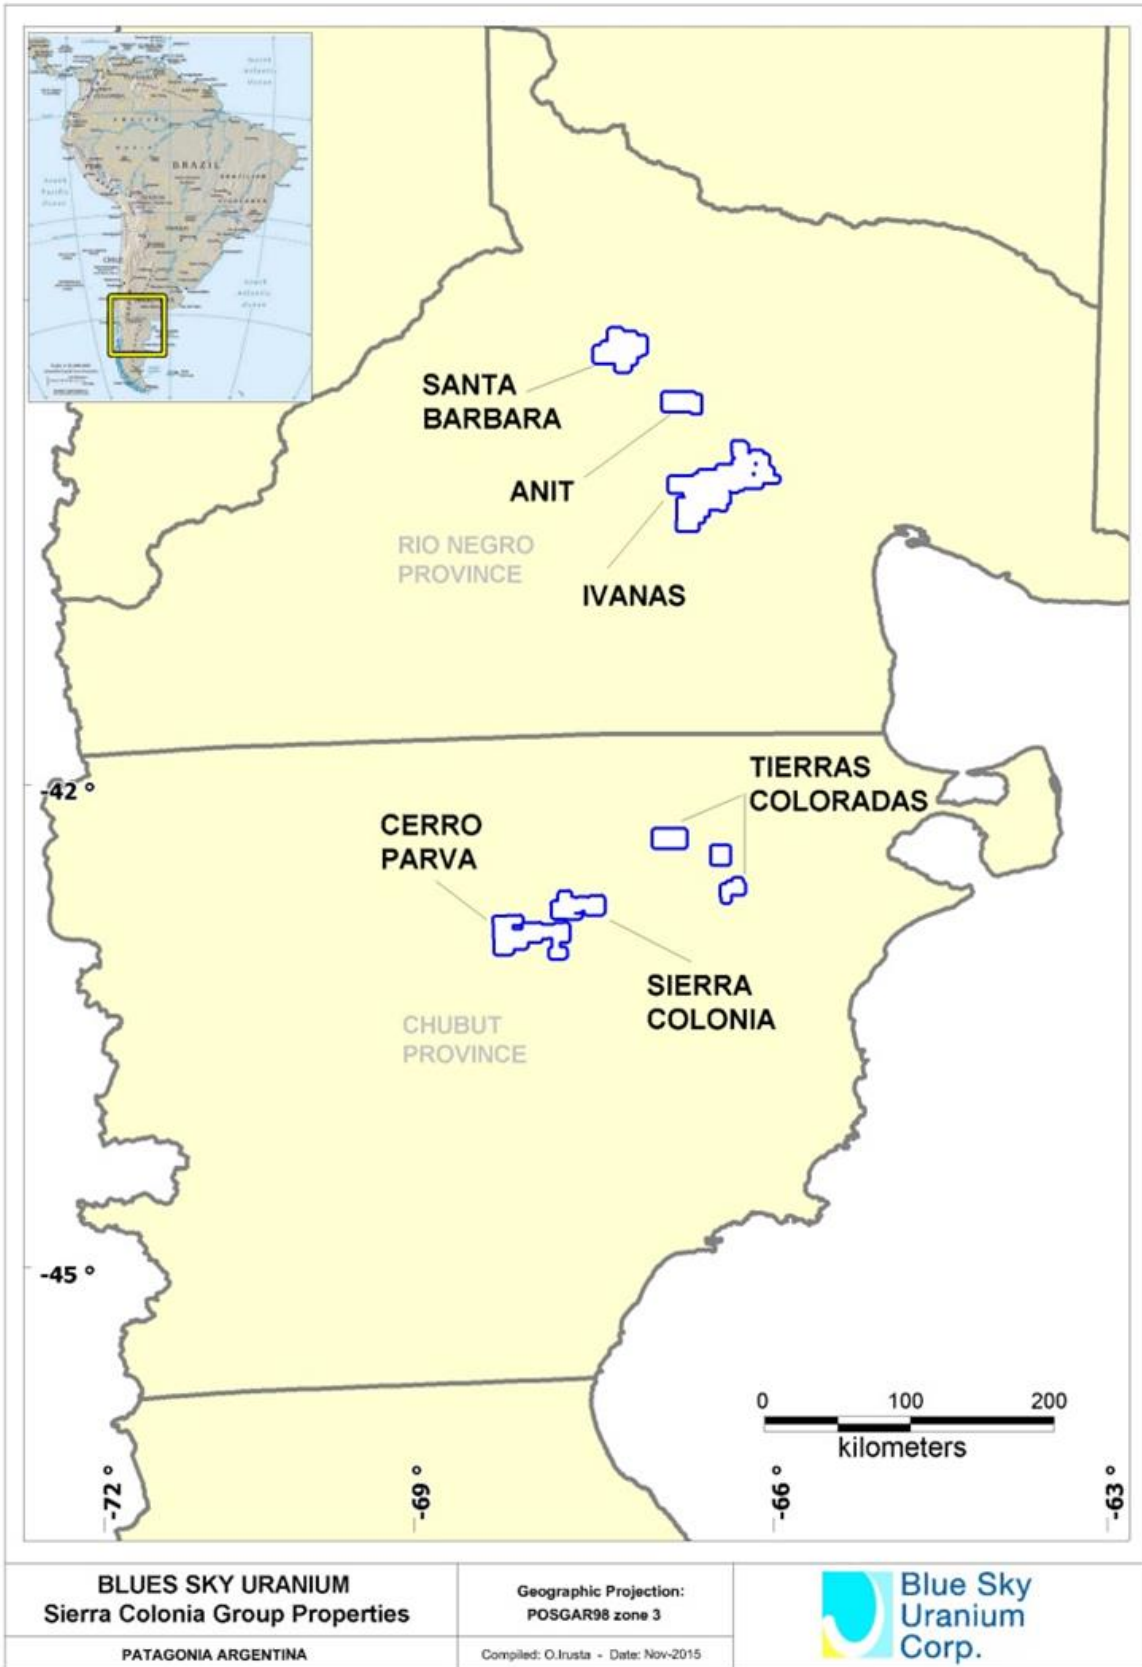 BRAZIL
SANTA
BARBARA
ANIT
RIO NEGRO
PROVINCE
IVANAS
-42 °
TIERRAS
COLORADAS
CERRO
PARVA
SIERRA
COLONIA
CHUBUT
PROVINCE
-45 °
0 100 200
kilometers
-72 °
-69 °
-66 °
-63 °
BLUES SKY URANIUM
Sierra Colonia Group Properties
PATAGONIA ARGENTINA
Geographic Projection:
POSGAR98 zone 3
Compiled: O.Irusta - Date: Nov-2015
Blue Sky
Uranium
Corp.